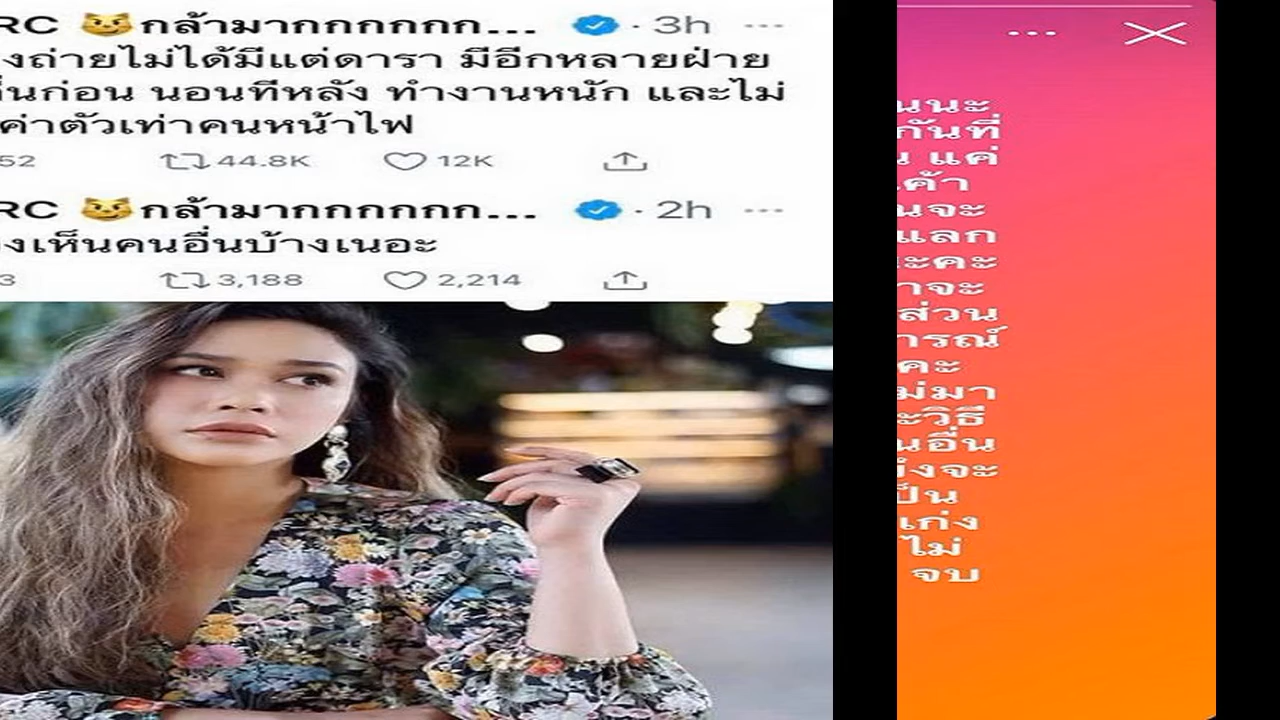 RC 😼กล้ามากกกกกกก... · 3h ...
งถ่ายไม่ได้มีแต่ดารา มีอีกหลายฝ่าย
ื่นก่อน นอนทีหลัง ทำงานหนัก และไม่
ค่าตัวเท่าคนหน้าไฟ
52 44.8K 12K
RC 😼กล้ามากกกกกกก... · 2h ...
งเห็นคนอื่นบ้างเนอะ
3 3,188 2,214
นนะ
กันที่
น แค่
ค้า
นจะ
แลก
ะคะ
าจะ
ส่วน
ารณ์
คะ
ม่มา
ะวิธี
นอื่น
ึงจะ
ป็น
เก่ง
ไม่
จบ